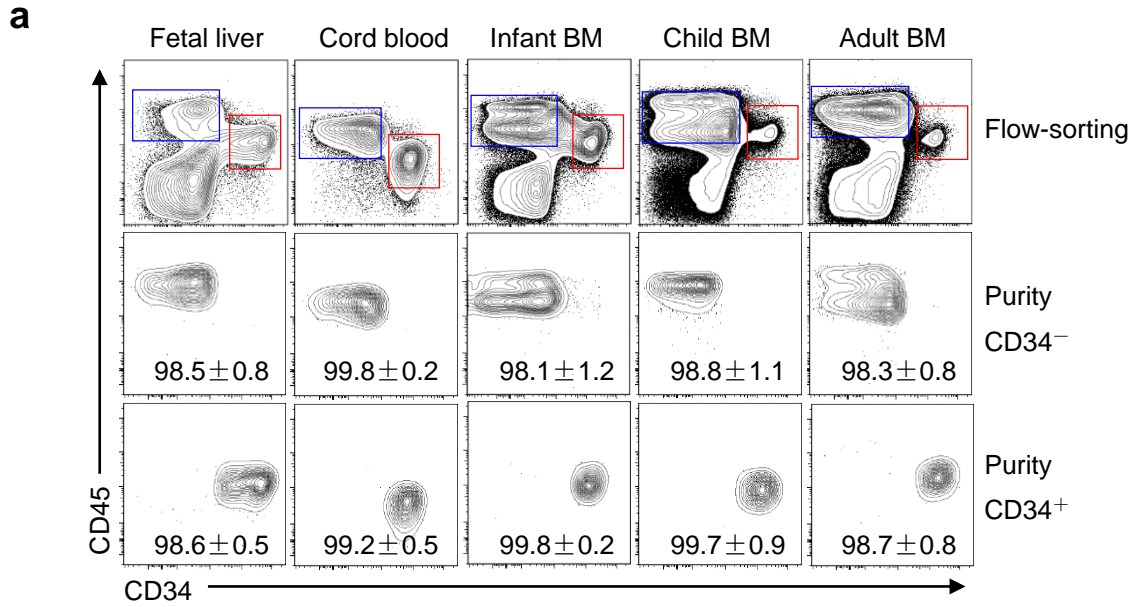 a
Fetal liver Cord blood Infant BM Child BM Adult BM
Flow-sorting
Purity
CD34−
98.5±0.8 99.8±0.2 98.1±1.2 98.8±1.1 98.3±0.8
Purity
CD34+
98.6±0.5 99.2±0.5 99.8±0.2 99.7±0.9 98.7±0.8
CD45
CD34